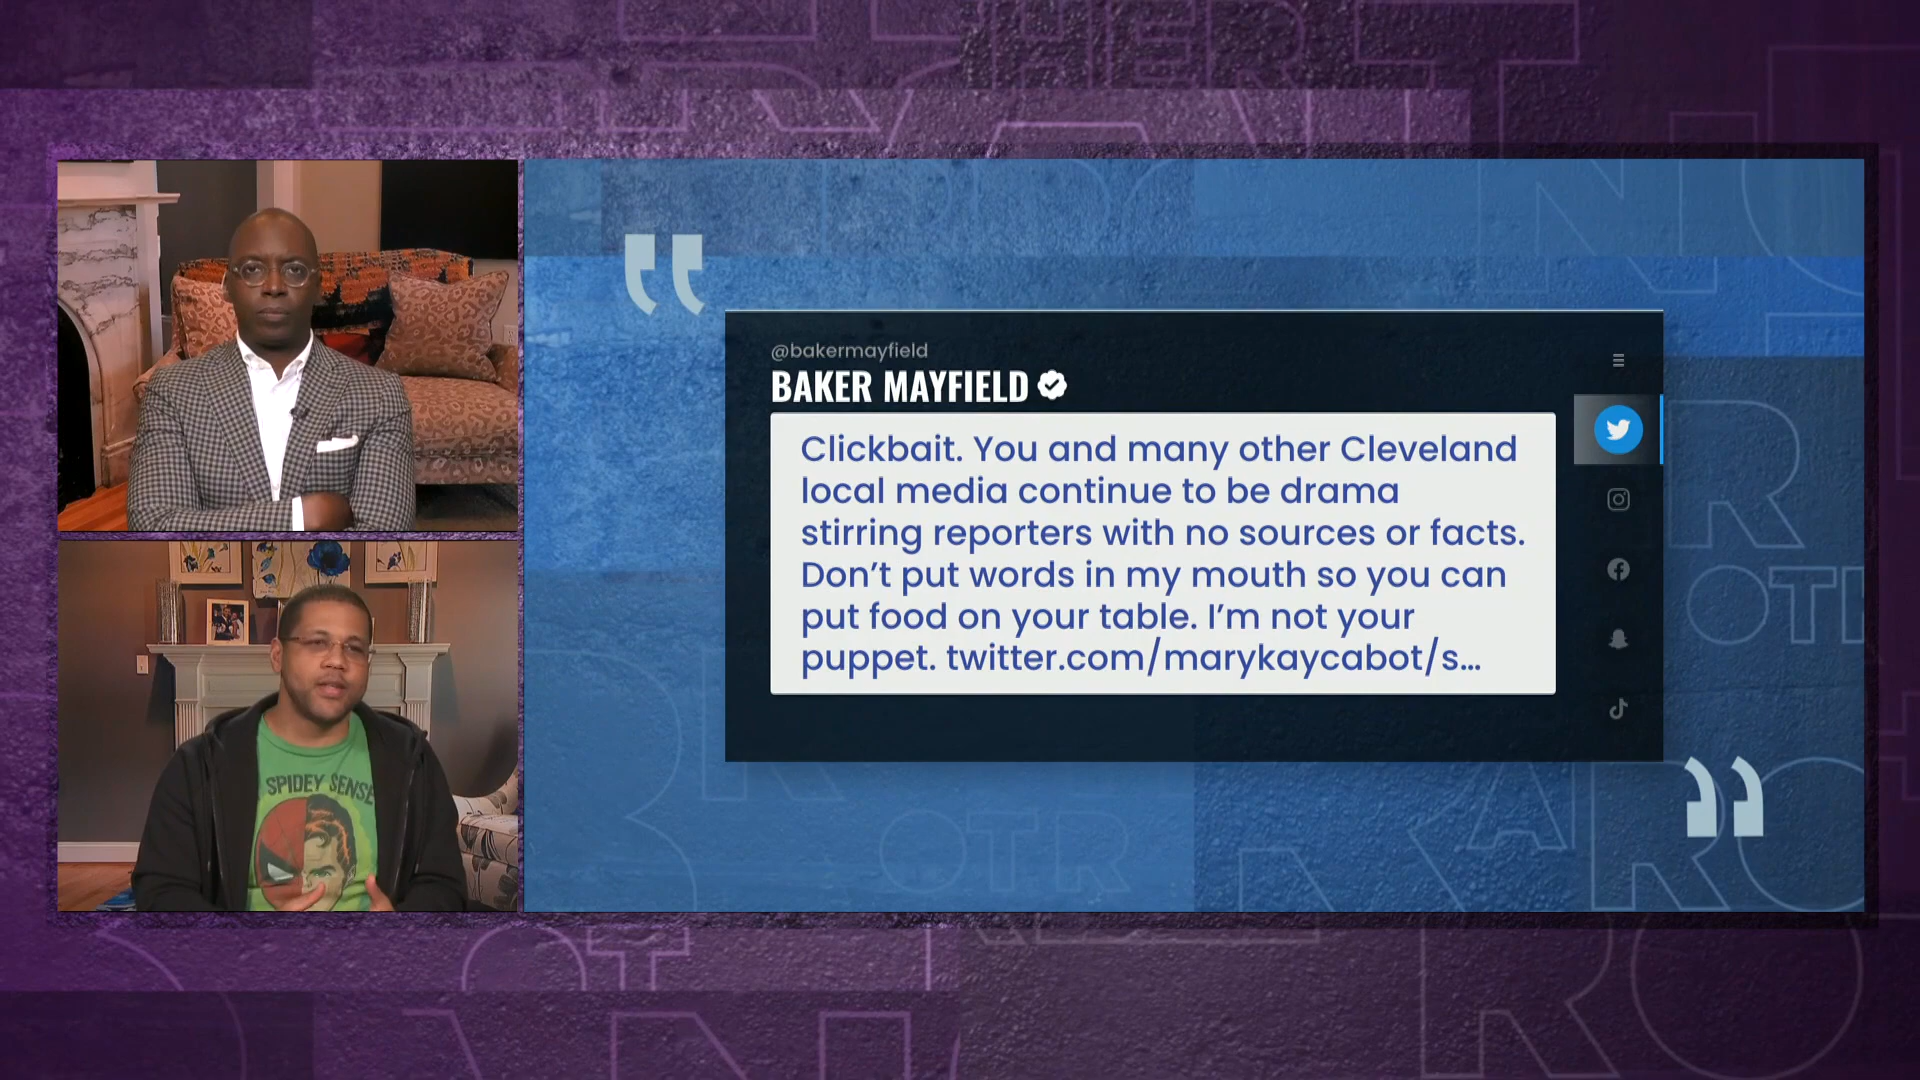 @bakermayfield
BAKER MAYFIELD
Clickbait. You and many other Cleveland
local media continue to be drama
stirring reporters with no sources or facts.
Don’t put words in my mouth so you can
put food on your table. I’m not your
puppet. twitter.com/marykaycabot/s...
SPIDEY SENSE
OTR